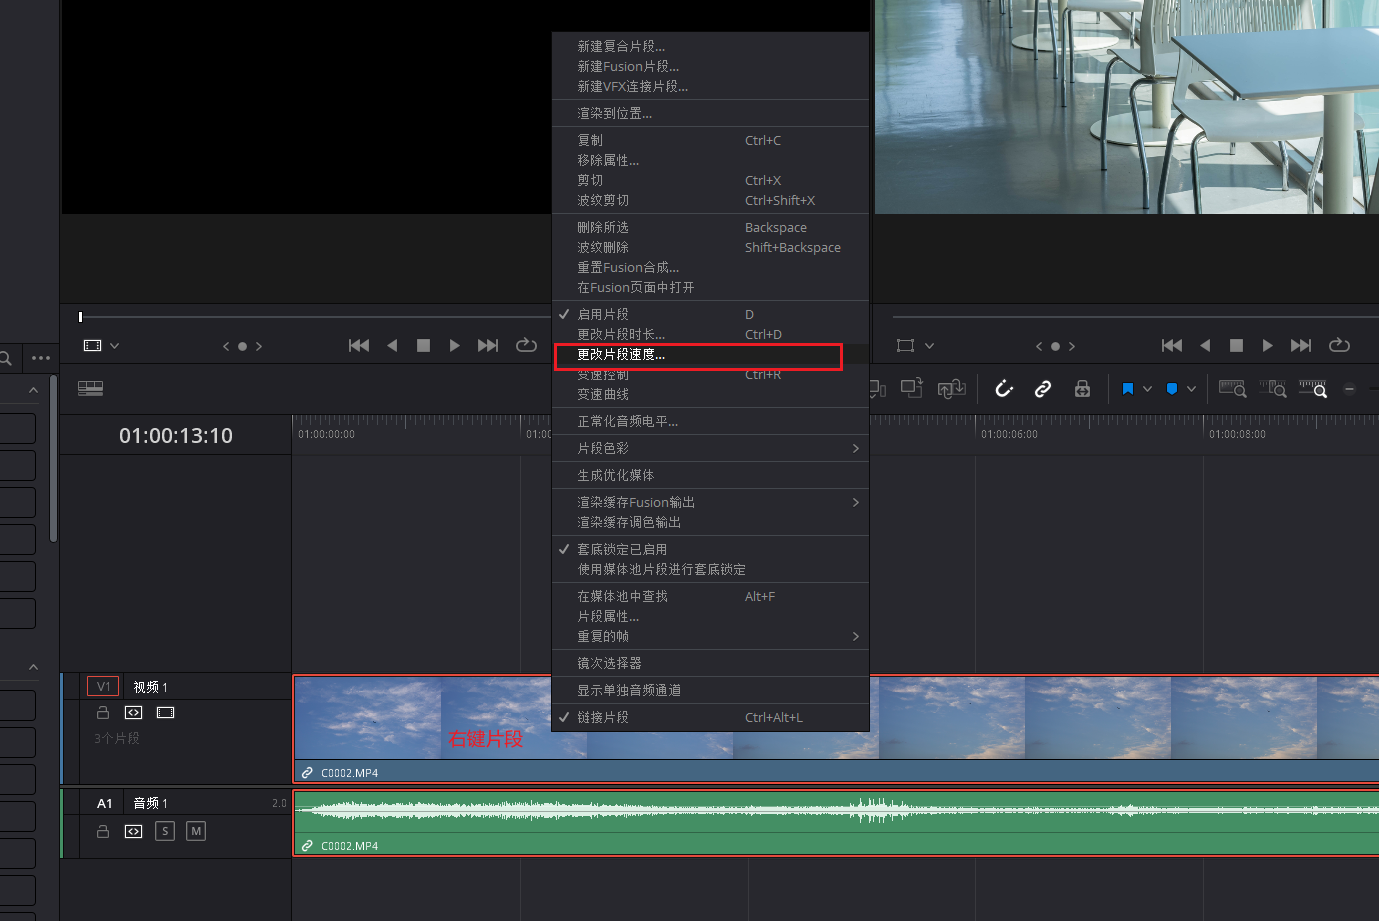 新建复合片段...
新建Fusion片段...
新建VFX连接片段...
渲染到位置...
复制 Ctrl+C
移除属性...
剪切 Ctrl+X
波纹剪切 Ctrl+Shift+X
删除所选 Backspace
波纹删除 Shift+Backspace
重置Fusion合成...
在Fusion页面中打开
启用片段 D
更改片段时长... Ctrl+D
更改片段速度...
变速控制 Ctrl+R
变速曲线
正常化音频电平...
片段色彩
生成优化媒体
渲染缓存Fusion输出
渲染缓存调色输出
套底锁定已启用
使用媒体池片段进行套底锁定
在媒体池中查找 Alt+F
片段属性...
重复的帧
镜次选择器
显示单独音频通道
链接片段 Ctrl+Alt+L
01:00:13:10
01:00:00:00 01:00 01:00:06:00 01:00:08:00
V1 视频 1
3个片段
右键片段
C0002.MP4
A1 音频 1 2.0
S M
C0002.MP4